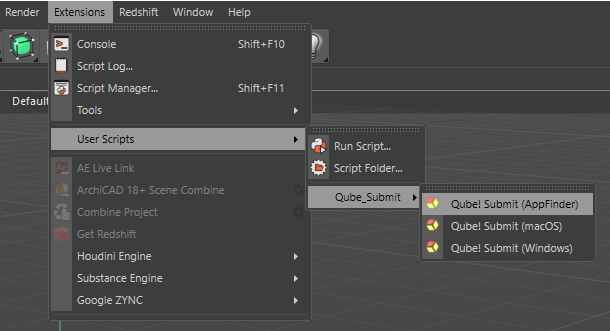 Render Extensions Redshift Window Help
Console Shift+F10
Script Log...
Script Manager... Shift+F11
Default
Tools
User Scripts
Run Script...
Script Folder...
AE Live Link
ArchiCAD 18+ Scene Combine
Qube_Submit
Qube! Submit (AppFinder)
Combine Project
Qube! Submit (macOS)
Get Redshift
Qube! Submit (Windows)
Houdini Engine
Substance Engine
Google ZYNC